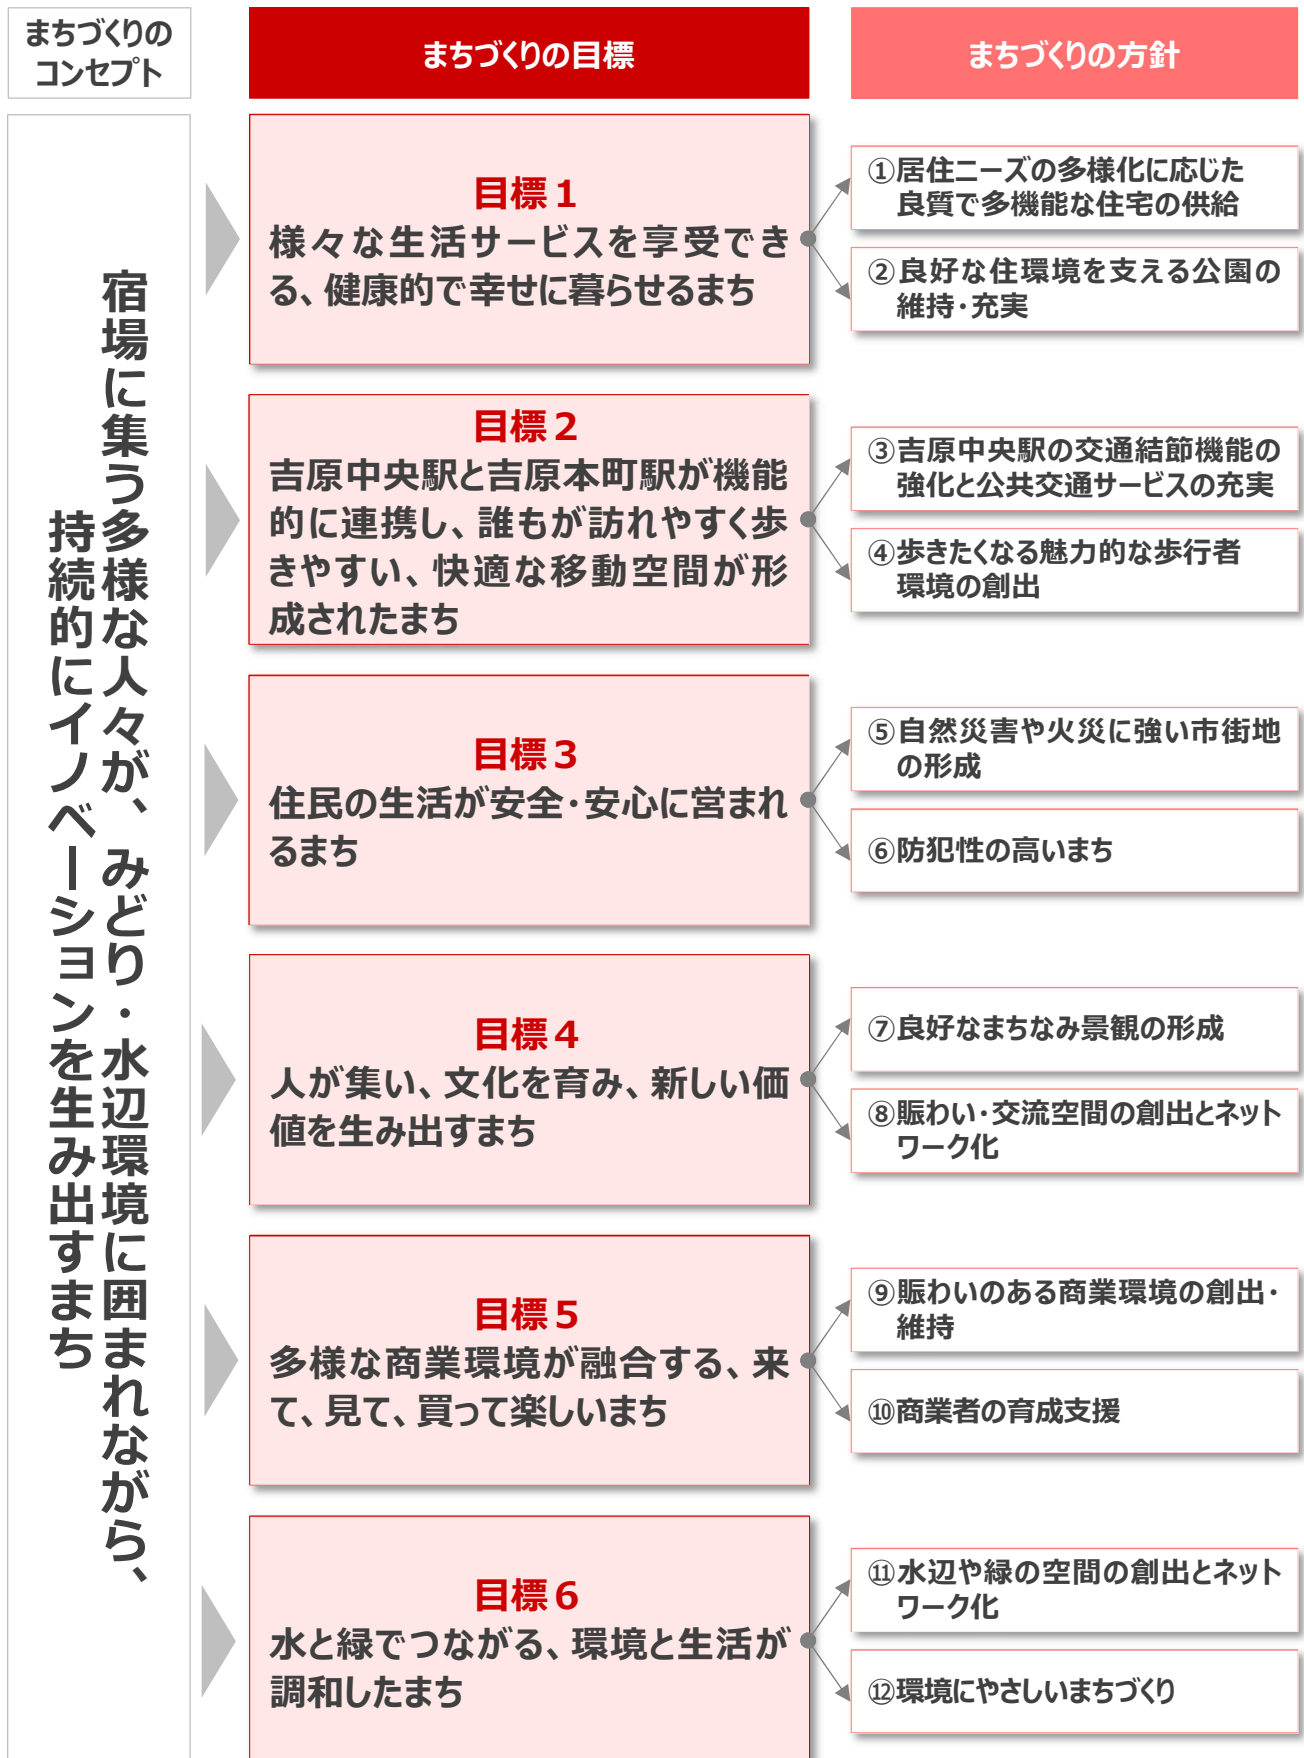 まちづくりの
コンセプト
まちづくりの目標
まちづくりの方針
宿場に集う多様な人々が、みどり・水辺環境に囲まれながら、
持続的にイノベーションを生み出すまち
目標1
様々な生活サービスを享受でき
る、健康的で幸せに暮らせるまち
①居住ニーズの多様化に応じた
良質で多機能な住宅の供給
②良好な住環境を支える公園の
維持・充実
目標2
吉原中央駅と吉原本町駅が機能
的に連携し、誰もが訪れやすく歩
きやすい、快適な移動空間が形
成されたまち
③吉原中央駅の交通結節機能の
強化と公共交通サービスの充実
④歩きたくなる魅力的な歩行者
環境の創出
目標3
住民の生活が安全・安心に営まれ
るまち
⑤自然災害や火災に強い市街地
の形成
⑥防犯性の高いまち
目標4
人が集い、文化を育み、新しい価
値を生み出すまち
⑦良好なまちなみ景観の形成
⑧賑わい・交流空間の創出とネット
ワーク化
目標5
多様な商業環境が融合する、来
て、見て、買って楽しいまち
⑨賑わいのある商業環境の創出・
維持
⑩商業者の育成支援
目標6
水と緑でつながる、環境と生活が
調和したまち
⑪水辺や緑の空間の創出とネット
ワーク化
⑫環境にやさしいまちづくり